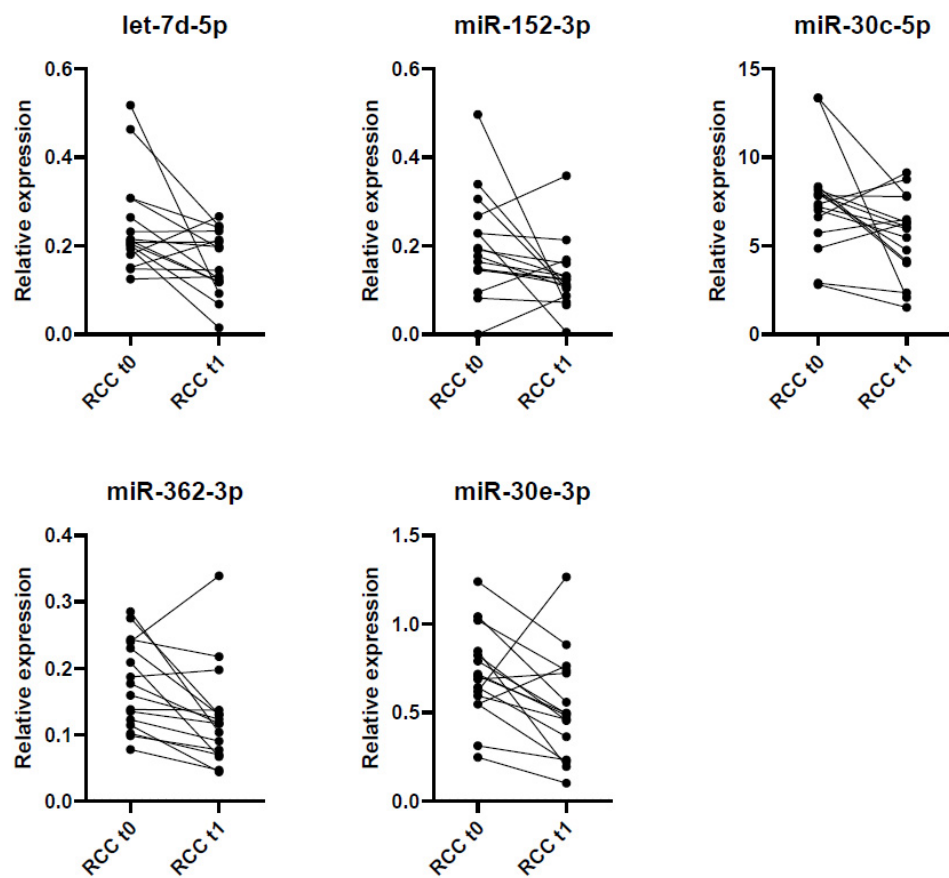 let-7d-5p
Relative expression
0.6
0.4
0.2
0.0
RCC t0
RCC t1
miR-152-3p
Relative expression
0.6
0.4
0.2
0.0
RCC t0
RCC t1
miR-30c-5p
Relative expression
15
10
5
0
RCC t0
RCC t1
miR-362-3p
Relative expression
0.4
0.3
0.2
0.1
0.0
RCC t0
RCC t1
miR-30e-3p
Relative expression
1.5
1.0
0.5
0.0
RCC t0
RCC t1